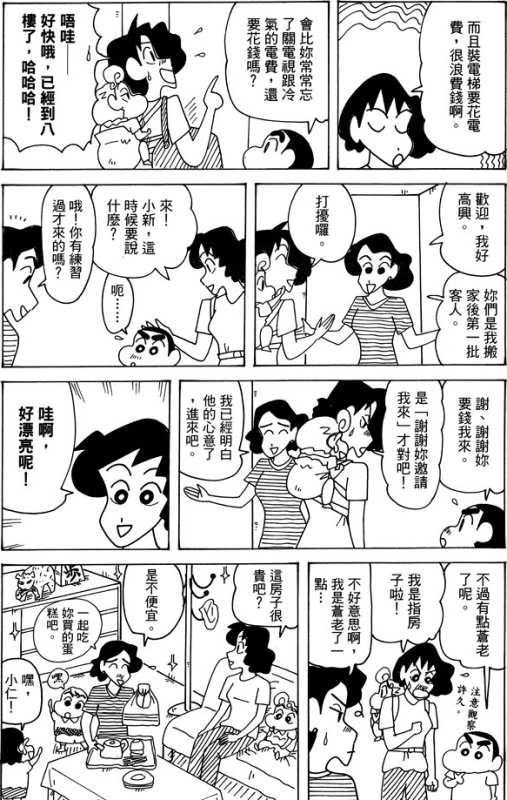 而且裝電梯要花電
費，很浪費錢啊。
會比妳常常忘
了關電視跟冷
氣的電費，還
要花錢嗎？
唔哇——
好快哦，已經到八
樓了，哈哈哈！
歡迎，我好
高興。
妳們是我搬
家後第一批
客人。
打擾囉。
來！
小新，這
時候要說
什麼？
呃……
哦！你有練習
過才來的嗎？
謝、謝謝妳
要錢我來。
是「謝謝妳邀請
我來」才對吧！
我已經明白
他的心意了
，進來吧。
哇啊，
好漂亮呢！
不過有點蒼老
了呢。
注意觀察
許久。
我是指房
子啦！
不好意思啊，
我是蒼老了一
點…
這房子很
貴吧？
是不便宜。
一起吃
妳買的蛋
糕吧。
嘿
嘿，
小仁！